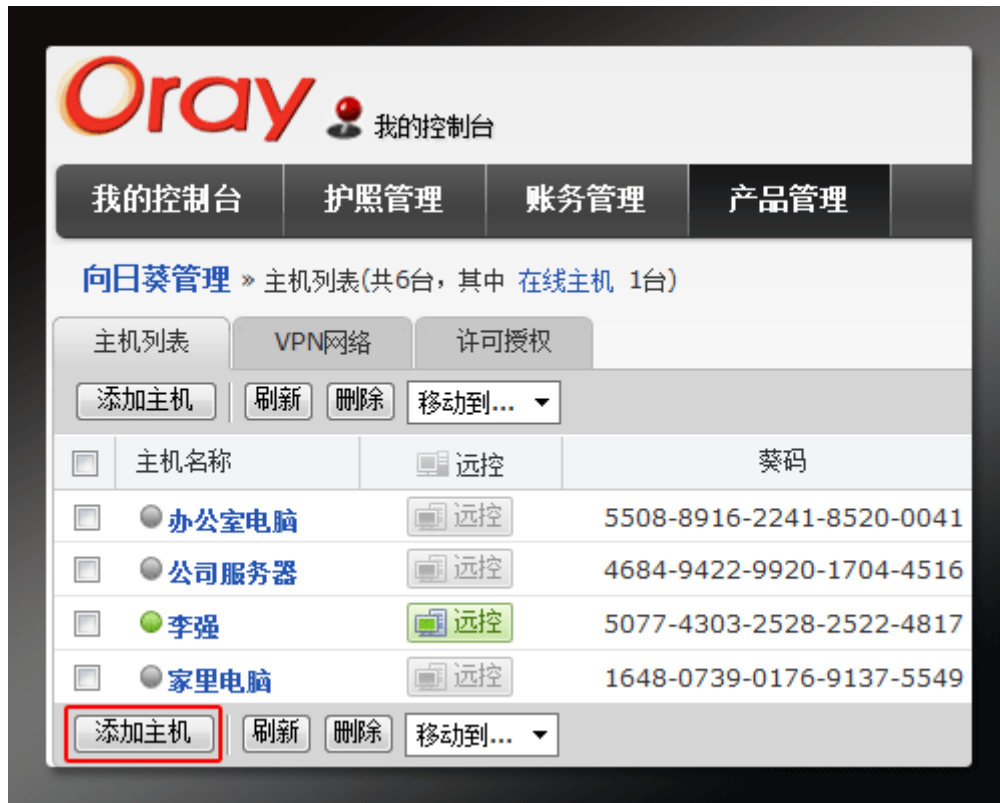 Oray 我的控制台
我的控制台 护照管理 账务管理 产品管理
向日葵管理 » 主机列表(共6台，其中 在线主机 1台)
主机列表 VPN网络 许可授权
添加主机 刷新 删除 移动到...
主机名称 远控 葵码
办公室电脑 远控 5508-8916-2241-8520-0041
公司服务器 远控 4684-9422-9920-1704-4516
李强 远控 5077-4303-2528-2522-4817
家里电脑 远控 1648-0739-0176-9137-5549
添加主机 刷新 删除 移动到...